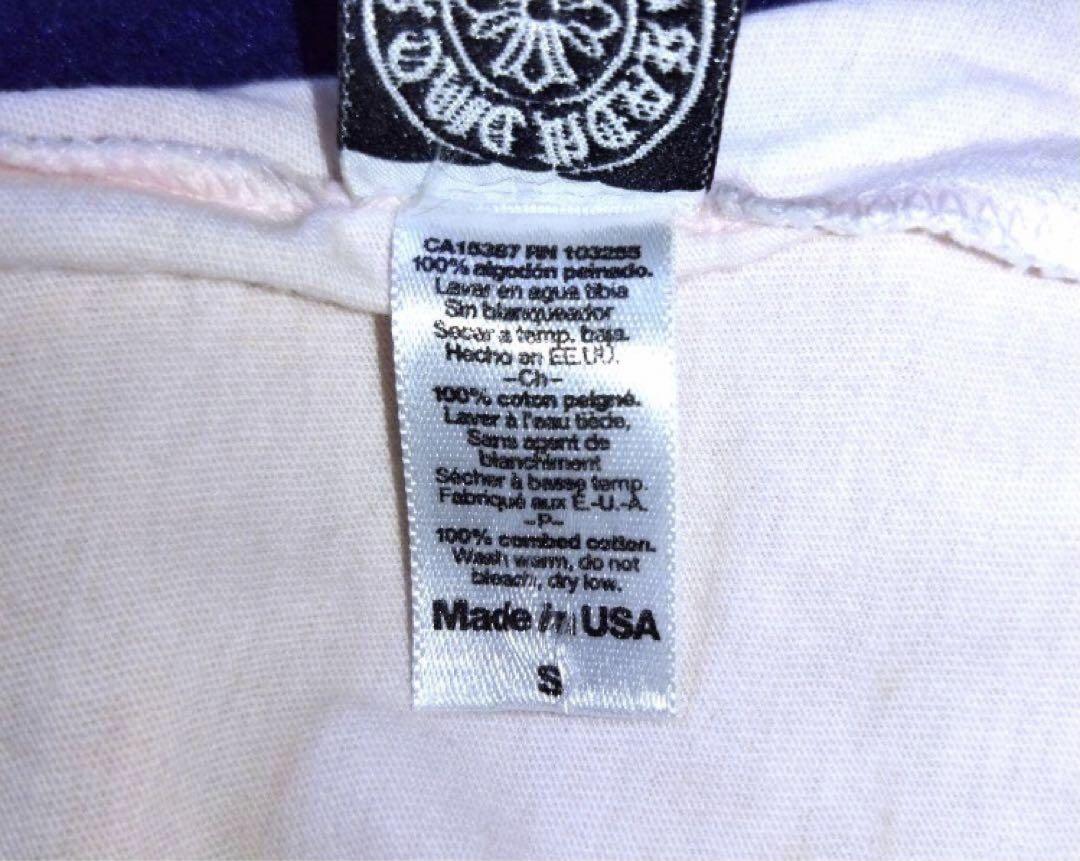 CA15387 RN 103255
100% algodón peinado.
Lavar en agua tibia
Sin blanqueador
Secar a temp. baja.
Hecho en EE.UU.
-Ch-
100% coton peigné.
Laver à l'eau tiède,
Sans agent de
blanchiment
Sécher à basse temp.
Fabriqué aux É.-U.-A.
-P-
100% combed cotton.
Wash warm, do not
bleach, dry low.
Made in USA
S